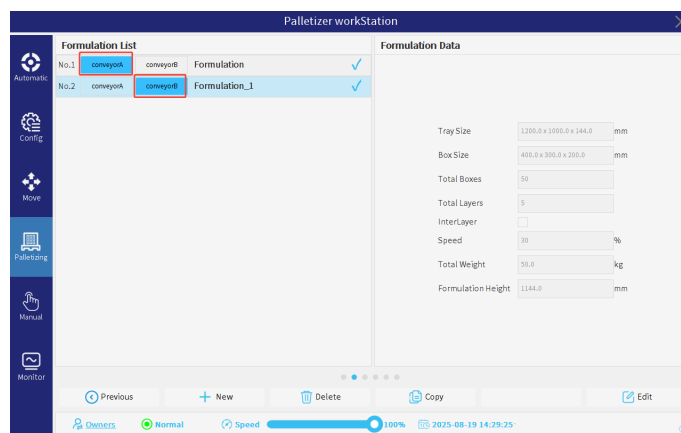 Palletizer workStation
Formulation List
Formulation Data
No.1 conveyorA conveyorB Formulation
No.2 conveyorA conveyorB Formulation_1
Automatic
Config
Move
Palletizing
Manual
Monitor
Tray Size 1200.0 x 1000.0 x 144.0 mm
Box Size 400.0 x 300.0 x 200.0 mm
Total Boxes 50
Total Layers 5
InterLayer
Speed 30 %
Total Weight 50.0 kg
Formulation Height 1144.0 mm
Previous New Delete Copy Edit
Owners Normal Speed 100% 2025-08-19 14:29:25